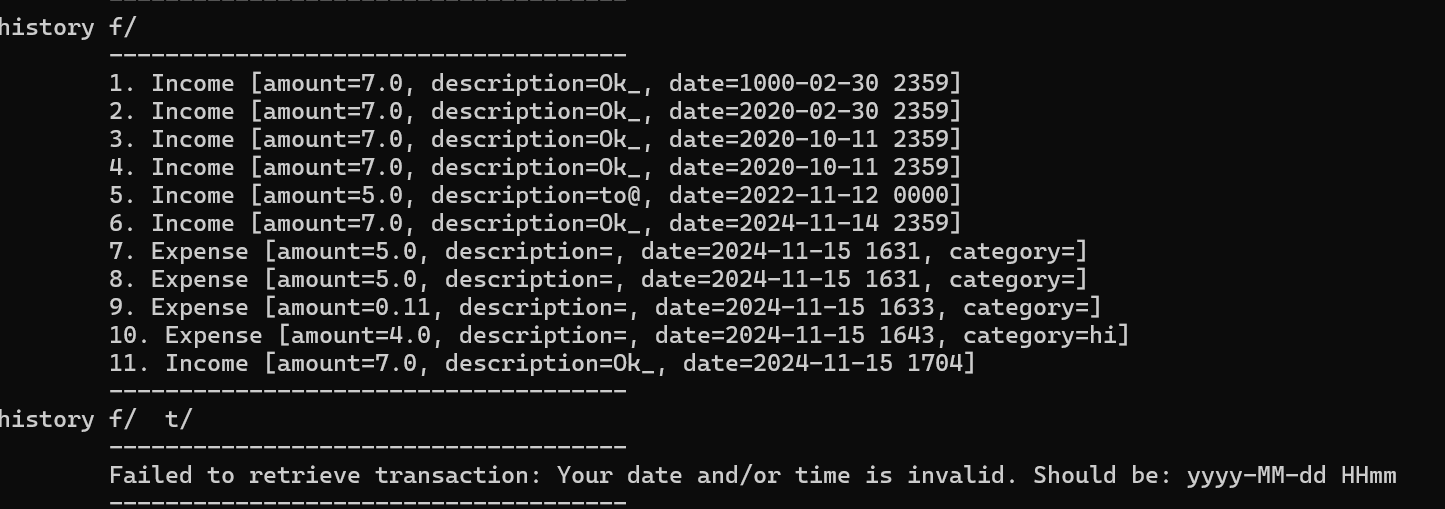 -------------------------------------
history f/
-------------------------------------
1. Income [amount=7.0, description=Ok_, date=1000-02-30 2359]
2. Income [amount=7.0, description=Ok_, date=2020-02-30 2359]
3. Income [amount=7.0, description=Ok_, date=2020-10-11 2359]
4. Income [amount=7.0, description=Ok_, date=2020-10-11 2359]
5. Income [amount=5.0, description=to@, date=2022-11-12 0000]
6. Income [amount=7.0, description=Ok_, date=2024-11-14 2359]
7. Expense [amount=5.0, description=, date=2024-11-15 1631, category=]
8. Expense [amount=5.0, description=, date=2024-11-15 1631, category=]
9. Expense [amount=0.11, description=, date=2024-11-15 1633, category=]
10. Expense [amount=4.0, description=, date=2024-11-15 1643, category=hi]
11. Income [amount=7.0, description=Ok_, date=2024-11-15 1704]
-------------------------------------
history f/  t/
-------------------------------------
Failed to retrieve transaction: Your date and/or time is invalid. Should be: yyyy-MM-dd HHmm
-------------------------------------